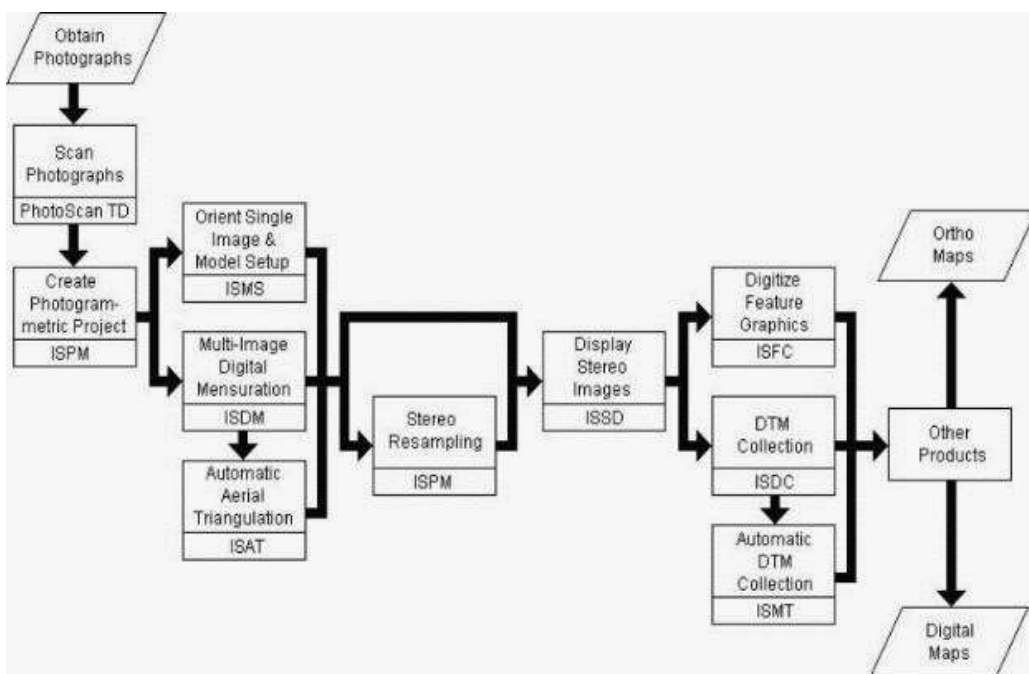 Obtain
Photographs
Scan
Photographs
PhotoScan TD
Create
Photogram-
metric Project
ISPM
Orient Single
Image &
Model Setup
ISMS
Multi-Image
Digital
Mensuration
ISDM
Automatic
Aerial
Triangulation
ISAT
Stereo
Resampling
ISPM
Display
Stereo
Images
ISSD
Digitize
Feature
Graphics
ISFC
DTM
Collection
ISDC
Automatic
DTM
Collection
ISMT
Ortho
Maps
Other
Products
Digital
Maps